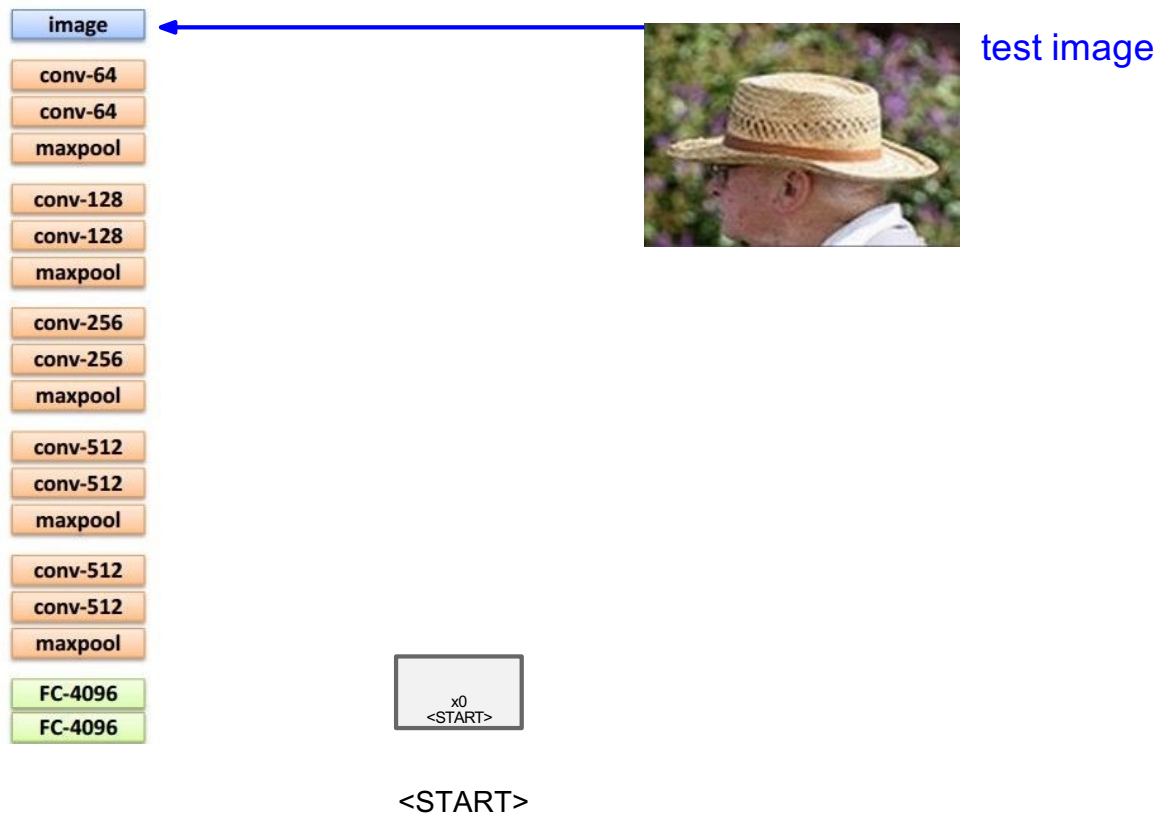 image
test image
conv-64
conv-64
maxpool
conv-128
conv-128
maxpool
conv-256
conv-256
maxpool
conv-512
conv-512
maxpool
conv-512
conv-512
maxpool
FC-4096
FC-4096
x0
<START>
<START>